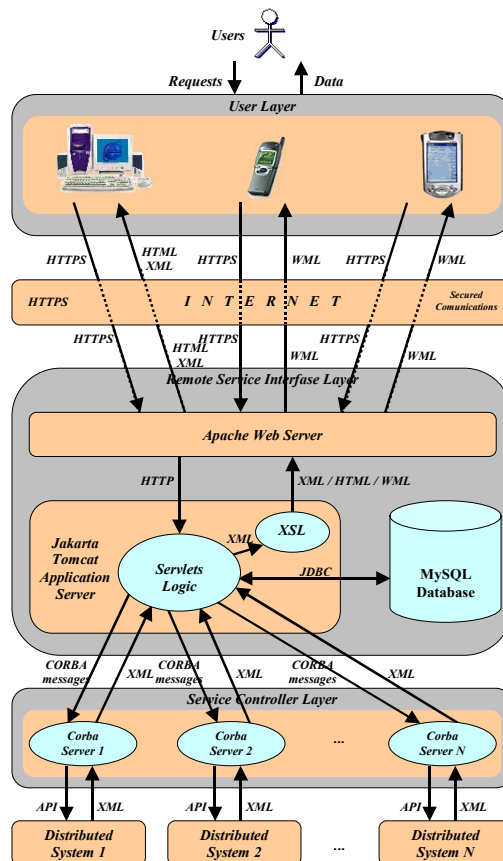 Users
Requests
Data
User Layer
HTTPS
HTML
XML
HTTPS
WML
HTTPS
WML
HTTPS
I N T E R N E T
Secured
Comunications
HTTPS
HTML
XML
HTTPS
WML
HTTPS
WML
Remote Service Interfase Layer
Apache Web Server
HTTP
XML / HTML / WML
Jakarta
Tomcat
Application
Server
XML
XSL
Servlets
Logic
JDBC
MySQL
Database
CORBA
messages
XML
CORBA
messages
XML
CORBA
messages
XML
Service Controller Layer
Corba
Server 1
Corba
Server 2
...
Corba
Server N
API
XML
API
XML
API
XML
Distributed
System 1
Distributed
System 2
...
Distributed
System N